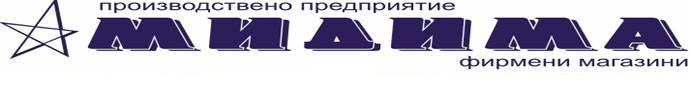 производствено предприятие
МИДИМА
фирмени магазини